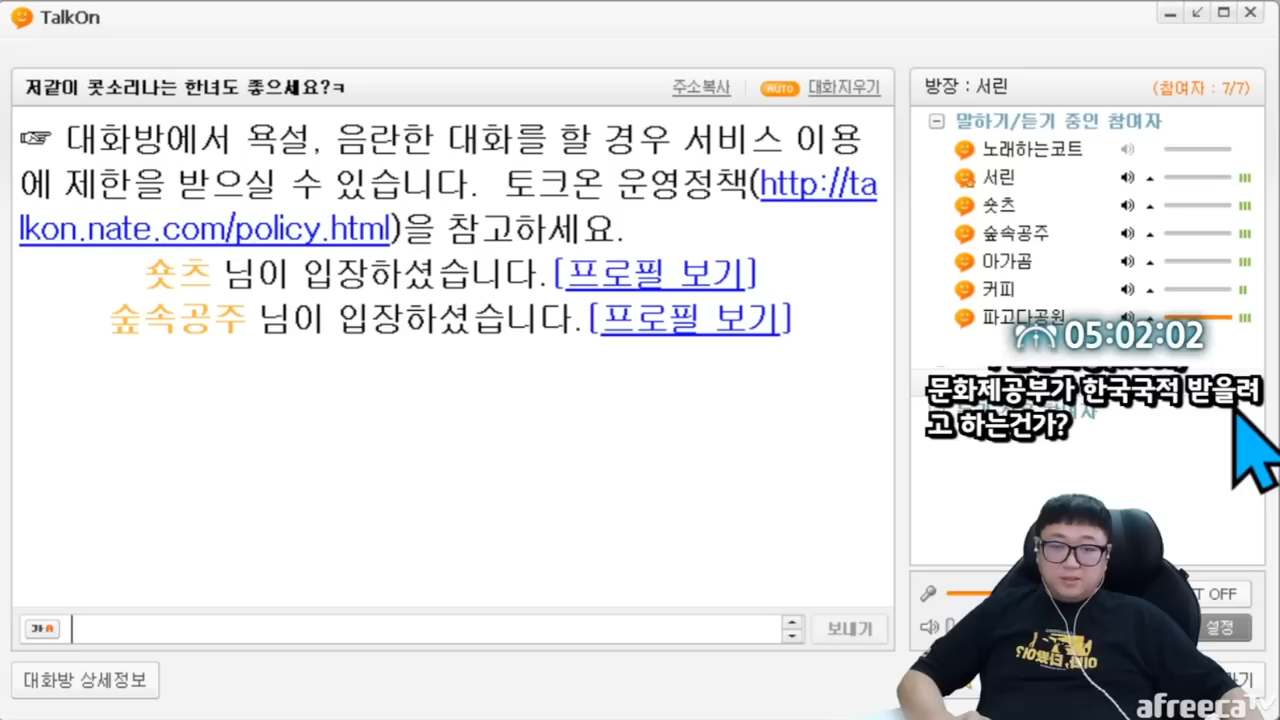 TalkOn
저같이 콧소리나는 한녀도 좋으세요?ㅋ
주소복사
AUTO
대화지우기
☞ 대화방에서 욕설, 음란한 대화를 할 경우 서비스 이용
에 제한을 받으실 수 있습니다. 토크온 운영정책(http://ta
lkon.nate.com/policy.html)을 참고하세요.
숏츠 님이 입장하셨습니다.[프로필 보기]
숲속공주 님이 입장하셨습니다.[프로필 보기]
가A
보내기
대화방 상세정보
방장 : 서린
(참여자 : 7/7)
말하기/듣기 중인 참여자
노래하는코트
서린
숏츠
숲속공주
아가곰
커피
파고다공원
05:02:02
문화제공부가 한국국적 받을려
고 하는건가?
OFF
설정
afreecaTV